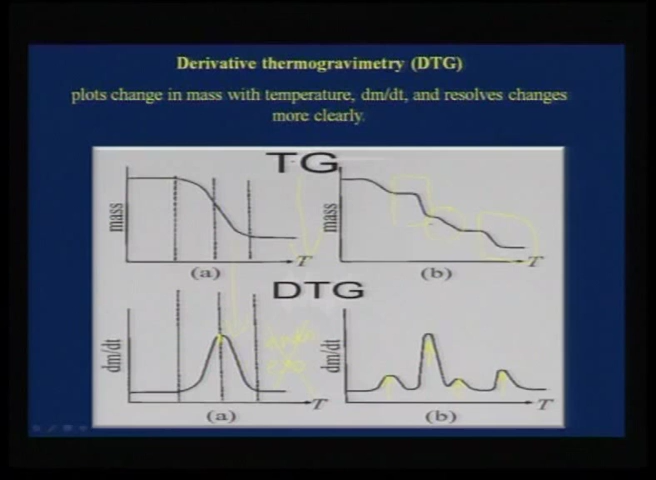 Derivative thermogravimetry (DTG)
plots change in mass with temperature, dm/dt, and resolves changes
more clearly.
TG
mass
T
(a)
mass
T
(b)
DTG
dm/dt
T
(a)
dm/dt
T
(b)